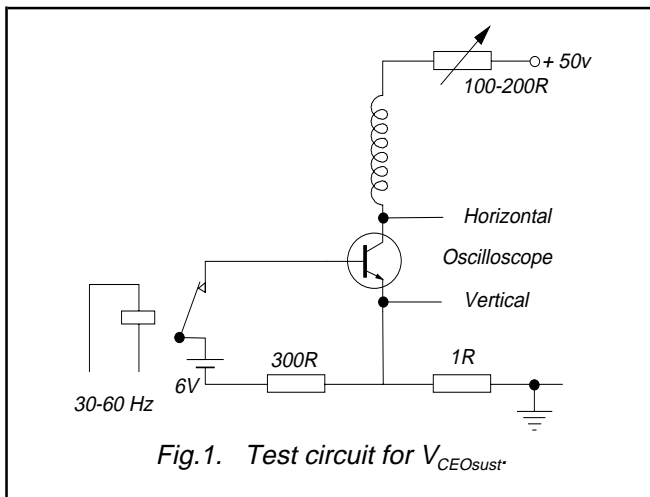 + 50v
100-200R
Horizontal
Oscilloscope
Vertical
300R
1R
6V
30-60 Hz
Fig.1. Test circuit for VCEOsust.